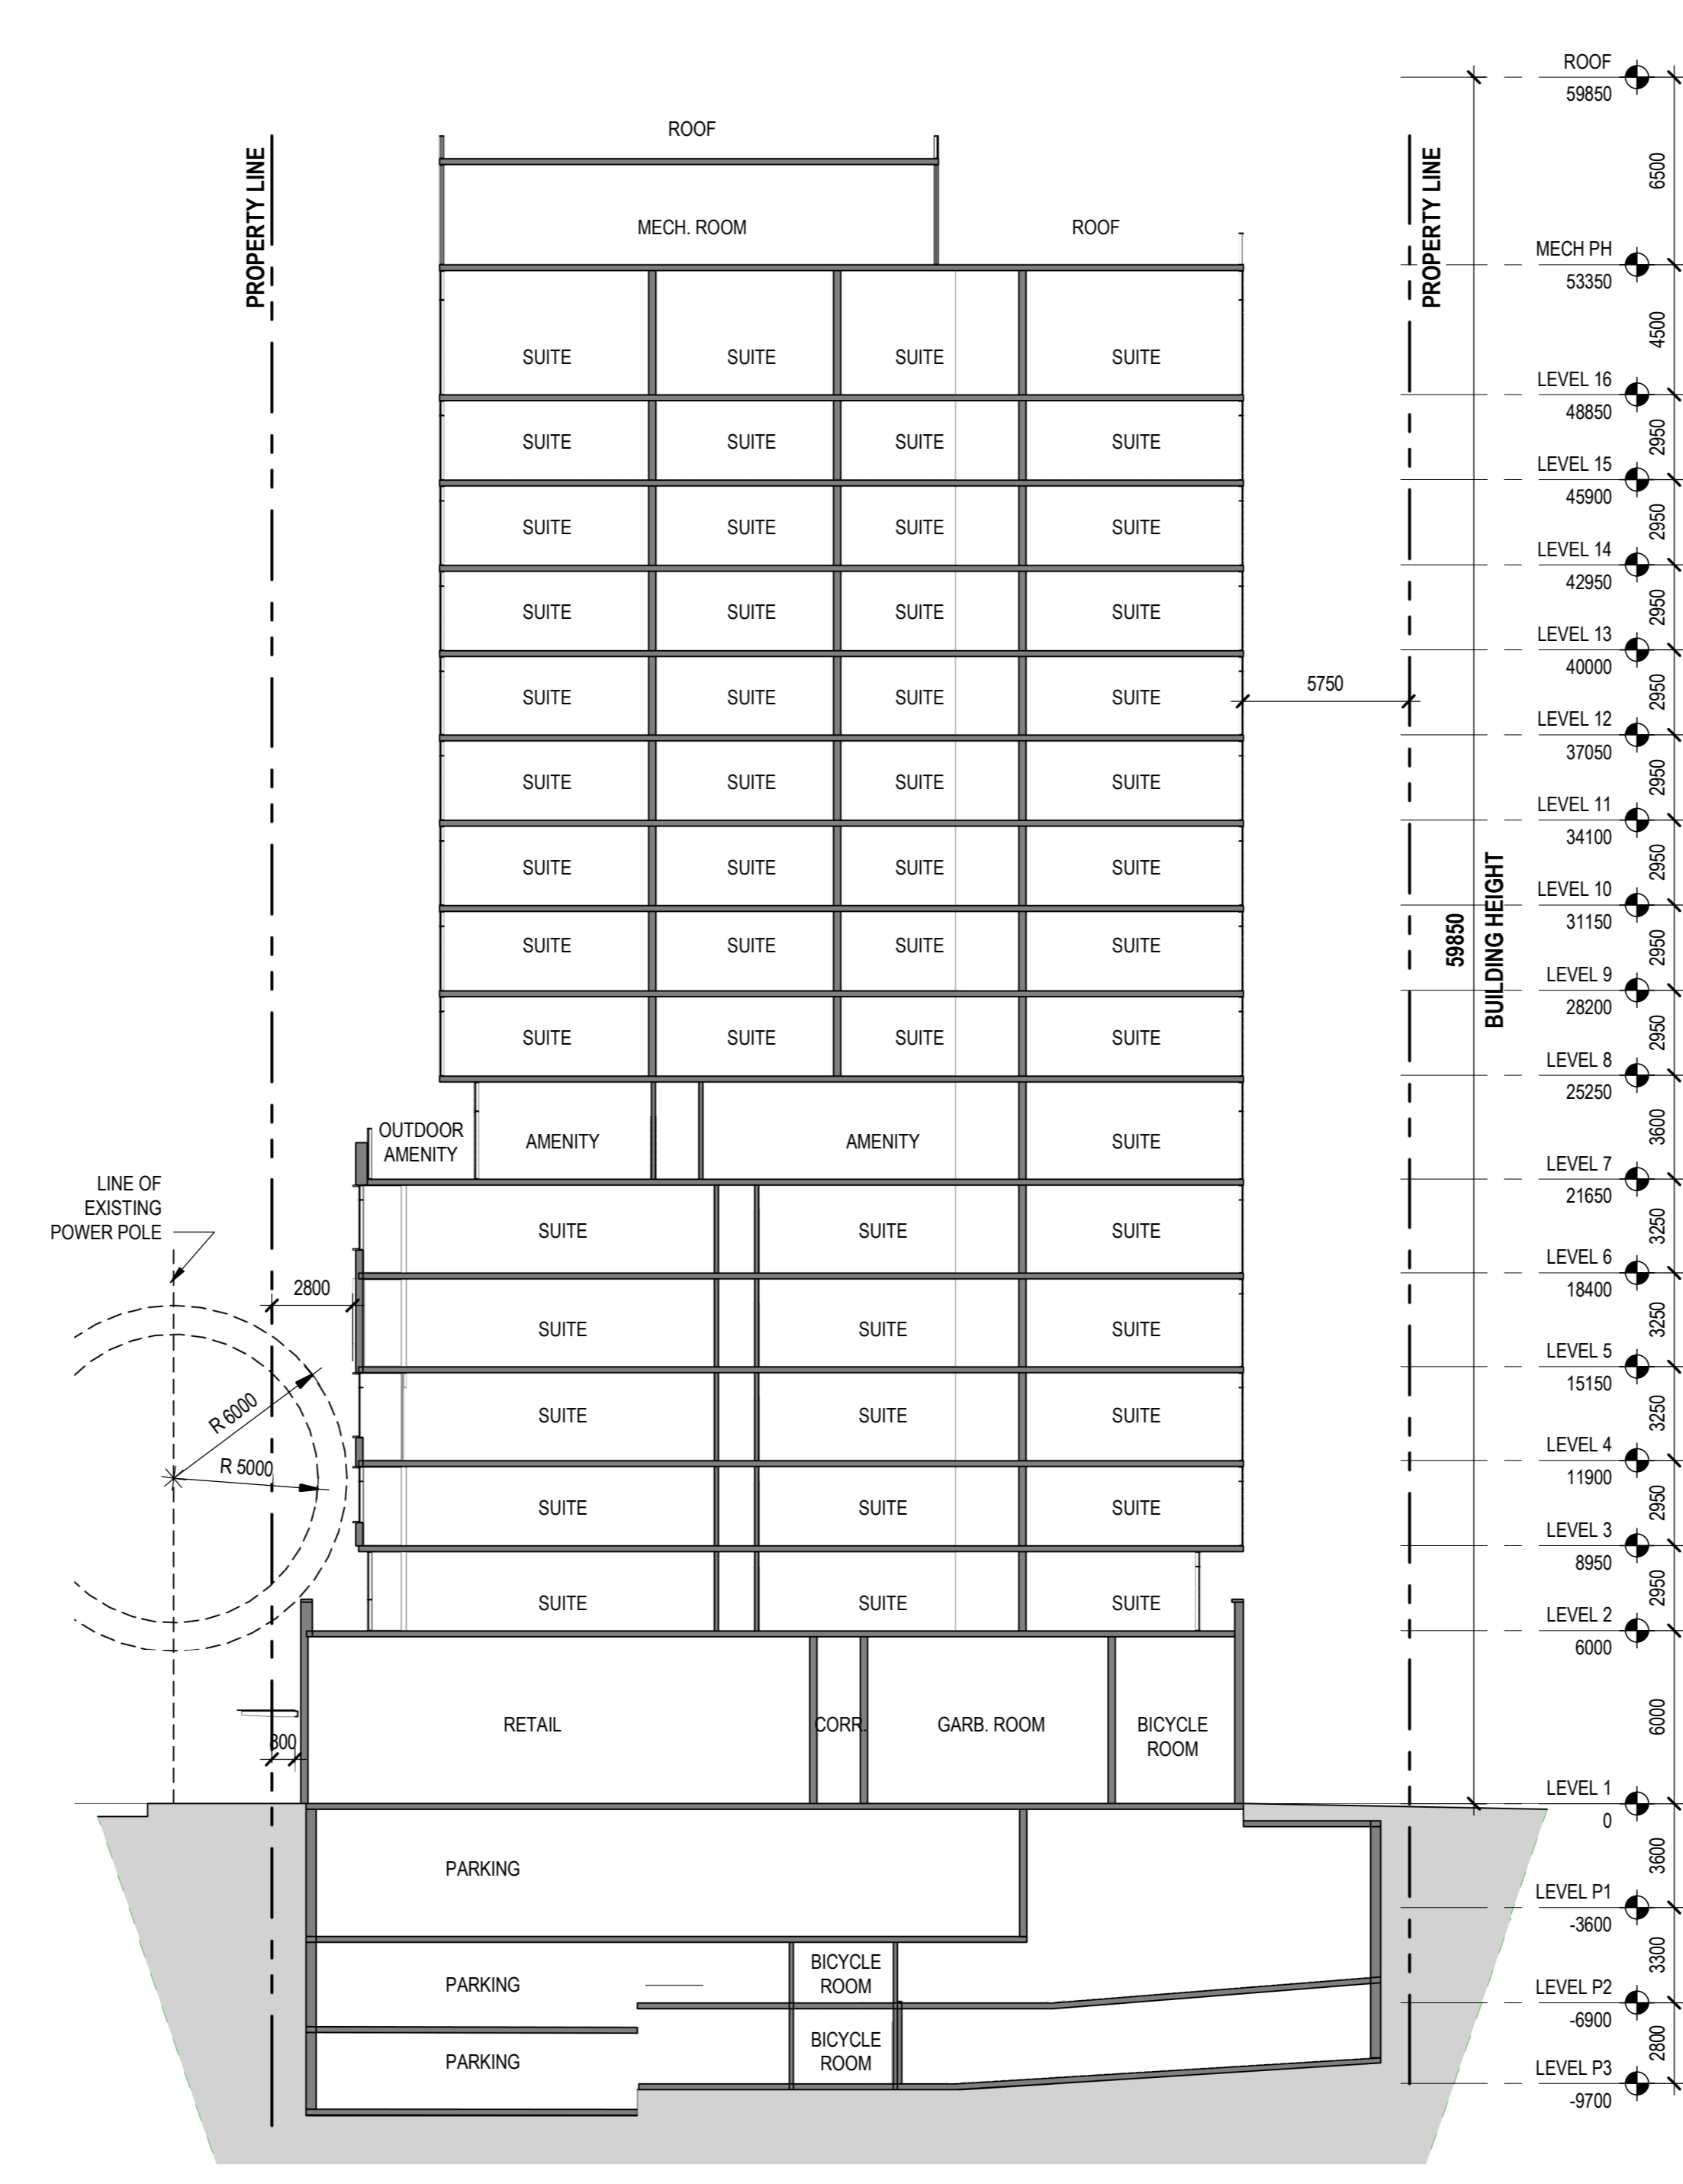 ROOF
59850
6500
ROOF
PROPERTY LINE
PROPERTY LINE
MECH. ROOM
ROOF
MECH PH
53350
4500
SUITE SUITE SUITE SUITE
LEVEL 16
48850
2950
SUITE SUITE SUITE SUITE
LEVEL 15
45900
2950
SUITE SUITE SUITE SUITE
LEVEL 14
42950
2950
SUITE SUITE SUITE SUITE
LEVEL 13
40000
2950
SUITE SUITE SUITE SUITE
5750
LEVEL 12
37050
2950
SUITE SUITE SUITE SUITE
LEVEL 11
34100
2950
SUITE SUITE SUITE SUITE
LEVEL 10
31150
2950
59850
BUILDING HEIGHT
SUITE SUITE SUITE SUITE
LEVEL 9
28200
2950
SUITE SUITE SUITE SUITE
LEVEL 8
25250
3600
OUTDOOR
AMENITY
AMENITY AMENITY SUITE
LEVEL 7
21650
3250
LINE OF
EXISTING
POWER POLE
SUITE SUITE SUITE
LEVEL 6
18400
3250
2800
SUITE SUITE SUITE
LEVEL 5
15150
3250
R 6000
R 5000
SUITE SUITE SUITE
LEVEL 4
11900
2950
SUITE SUITE SUITE
LEVEL 3
8950
2950
SUITE SUITE SUITE
LEVEL 2
6000
6000
RETAIL
CORR.
GARB. ROOM
BICYCLE
ROOM
800
LEVEL 1
0
3600
PARKING
LEVEL P1
-3600
3300
PARKING
BICYCLE
ROOM
LEVEL P2
-6900
2800
PARKING
BICYCLE
ROOM
LEVEL P3
-9700